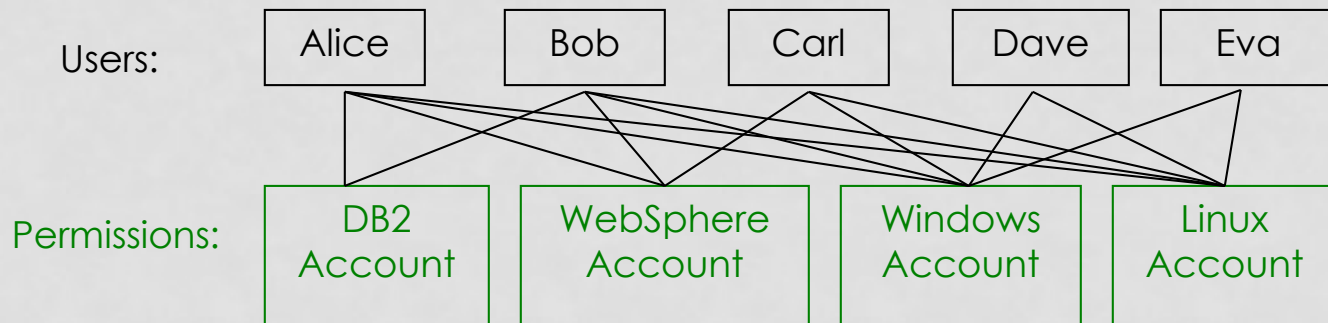 Users:
Alice
Bob
Carl
Dave
Eva
Permissions:
DB2
Account
WebSphere
Account
Windows
Account
Linux
Account